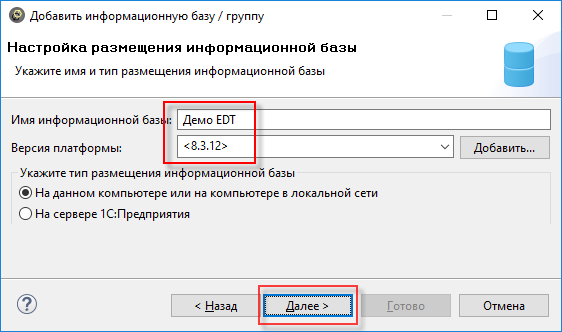 Добавить информационную базу / группу
Настройка размещения информационной базы
Укажите имя и тип размещения информационной базы
Имя информационной базы: Демо EDT
Версия платформы: <8.3.12> Добавить...
Укажите тип размещения информационной базы
На данном компьютере или на компьютере в локальной сети
На сервере 1С:Предприятия
? < Назад Далее > Готово Отмена